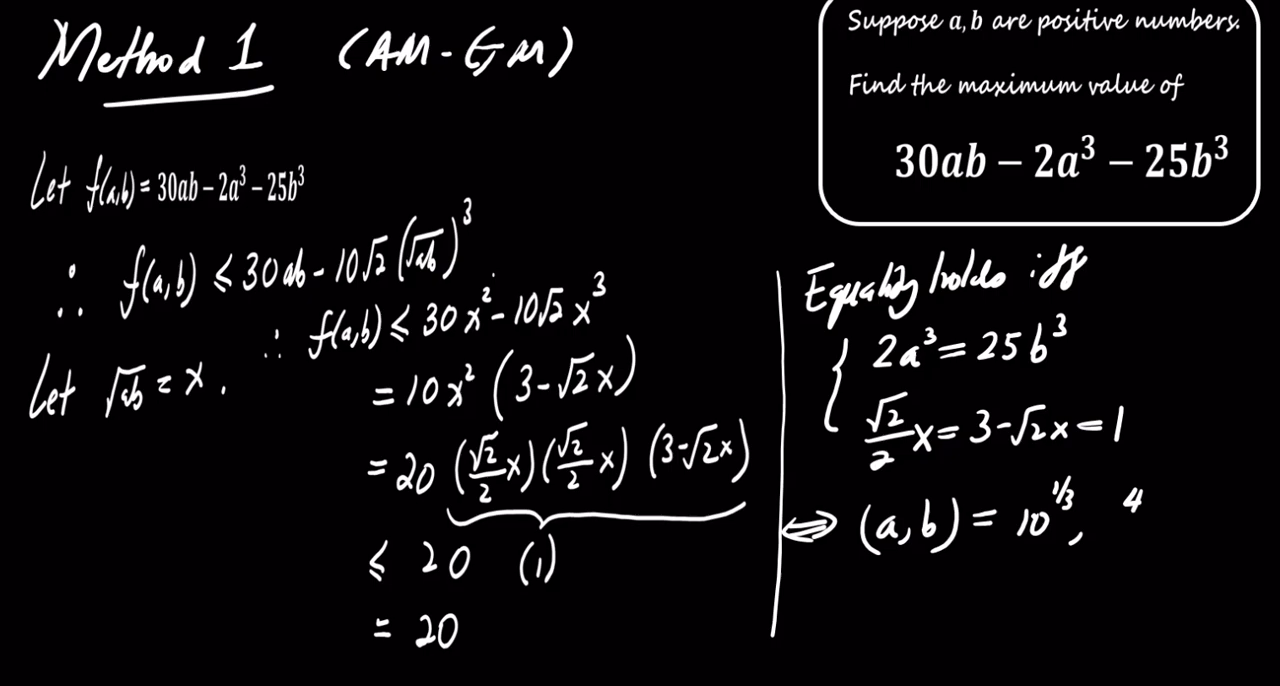 Method 1 (AM-GM)
Suppose a, b are positive numbers.
Find the maximum value of
30ab − 2a³ − 25b³
Let f(a,b) = 30ab − 2a³ − 25b³
∴ f(a,b) ≤ 30ab − 10√2 (√ab)³
Let √ab = x. ∴ f(a,b) ≤ 30x² − 10√2 x³
= 10x² (3 − √2x)
= 20 (√2/2 x)(√2/2 x) (3 − √2x)
≤ 20 (1)
= 20
Equality holds iff
{ 2a³ = 25b³
√2/2 x = 3 − √2x = 1
⇔ (a,b) = 10^1/3, 4